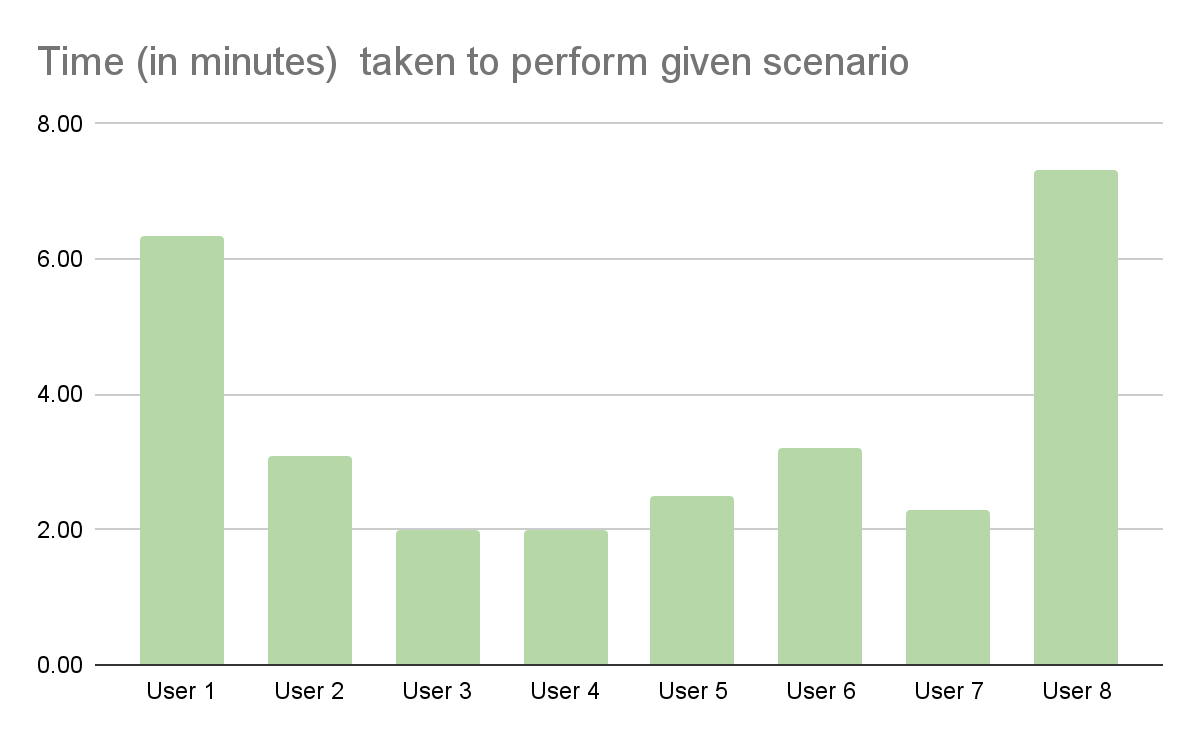 Time (in minutes)  taken to perform given scenario
8.00
6.00
4.00
2.00
0.00
User 1 User 2 User 3 User 4 User 5 User 6 User 7 User 8